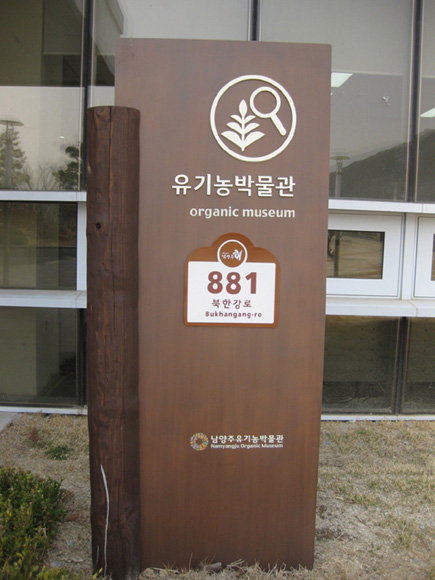 유기농박물관
organic museum
881
북한강로
Bukhangang-ro
남양주유기농박물관
Namyangju Organic Museum